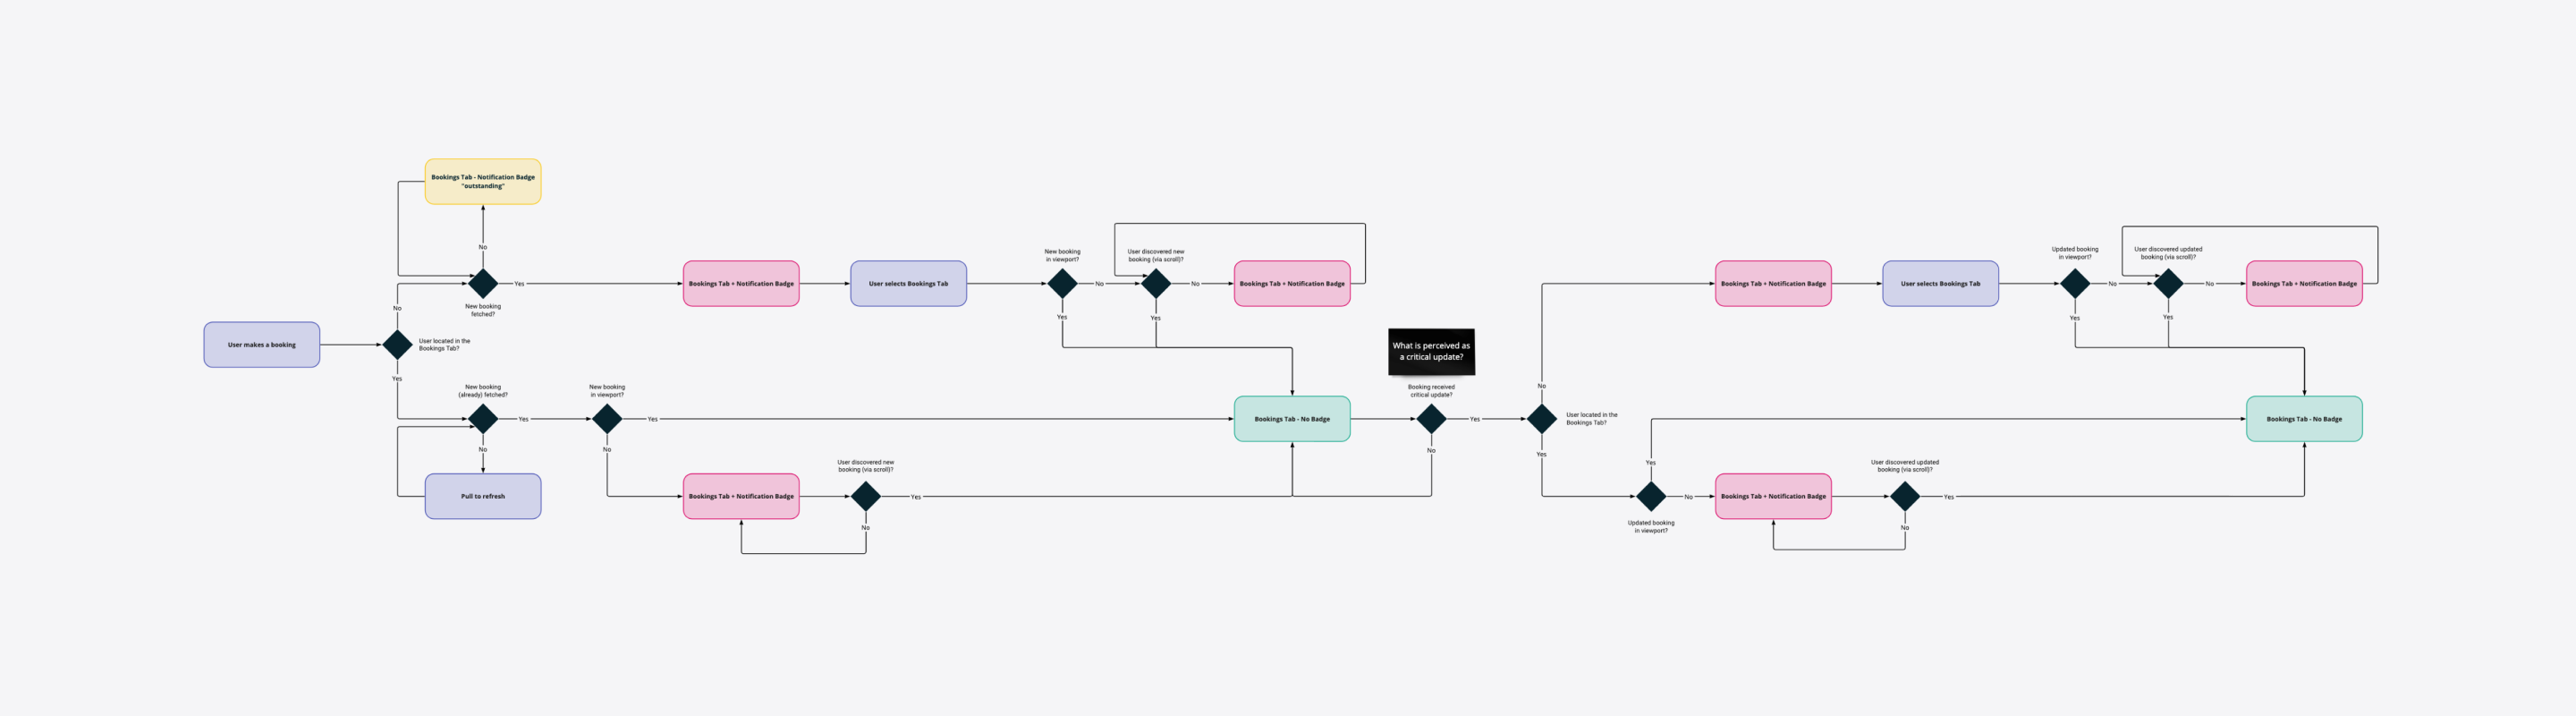 Bookings Tab - Notification Badge
"outstanding"
No
New booking
fetched?
Yes
Bookings Tab + Notification Badge
User selects Bookings Tab
New booking
in viewport?
No
Yes
User discovered new
booking (via scroll)?
No
Yes
Bookings Tab + Notification Badge
User makes a booking
No
User located in the
Bookings Tab?
Yes
New booking
(already) fetched?
Yes
No
Pull to refresh
New booking
in viewport?
Yes
No
Bookings Tab + Notification Badge
User discovered new
booking (via scroll)?
Yes
No
Bookings Tab - No Badge
What is perceived as
a critical update?
Booking received
critical update?
Yes
No
No
User located in the
Bookings Tab?
Yes
Bookings Tab + Notification Badge
User selects Bookings Tab
Updated booking
in viewport?
No
Yes
User discovered updated
booking (via scroll)?
No
Yes
Bookings Tab + Notification Badge
Yes
Updated booking
in viewport?
No
Bookings Tab + Notification Badge
User discovered updated
booking (via scroll)?
Yes
No
Bookings Tab - No Badge